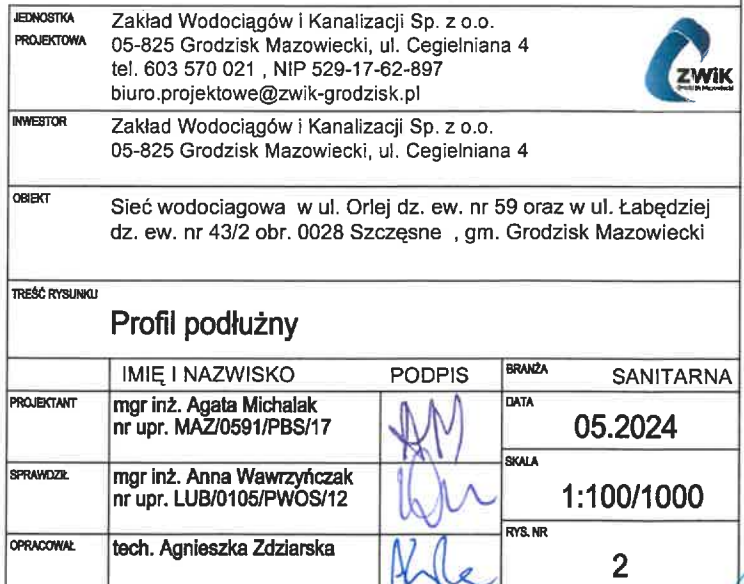 JEDNOSTKA PROJEKTOWA
Zakład Wodociągów i Kanalizacji Sp. z o.o.
05-825 Grodzisk Mazowiecki, ul. Cegielniana 4
tel. 603 570 021 , NIP 529-17-62-897
biuro.projektowe@zwik-grodzisk.pl
ZWiK
Grodzisk Mazowiecki
INWESTOR
Zakład Wodociągów i Kanalizacji Sp. z o.o.
05-825 Grodzisk Mazowiecki, ul. Cegielniana 4
OBIEKT
Sieć wodociagowa w ul. Orlej dz. ew. nr 59 oraz w ul. Łabędziej
dz. ew. nr 43/2 obr. 0028 Szczęsne , gm. Grodzisk Mazowiecki
TREŚĆ RYSUNKU
Profil podłużny
IMIĘ I NAZWISKO
PODPIS
BRANŻA
SANITARNA
PROJEKTANT
mgr inż. Agata Michalak
nr upr. MAZ/0591/PBS/17
AM
DATA
05.2024
SPRAWDZIŁ
mgr inż. Anna Wawrzyńczak
nr upr. LUB/0105/PWOS/12
SKALA
1:100/1000
OPRACOWAŁ
tech. Agnieszka Zdziarska
RYS. NR
2